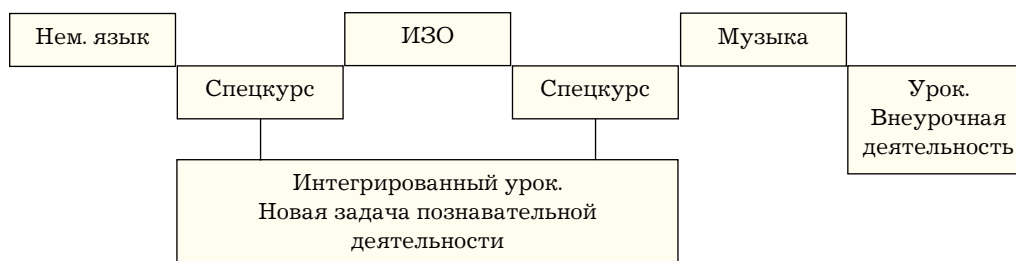 Нем. язык
ИЗО
Музыка
Спецкурс
Спецкурс
Урок.
Внеурочная
деятельность
Интегрированный урок.
Новая задача познавательной
деятельности